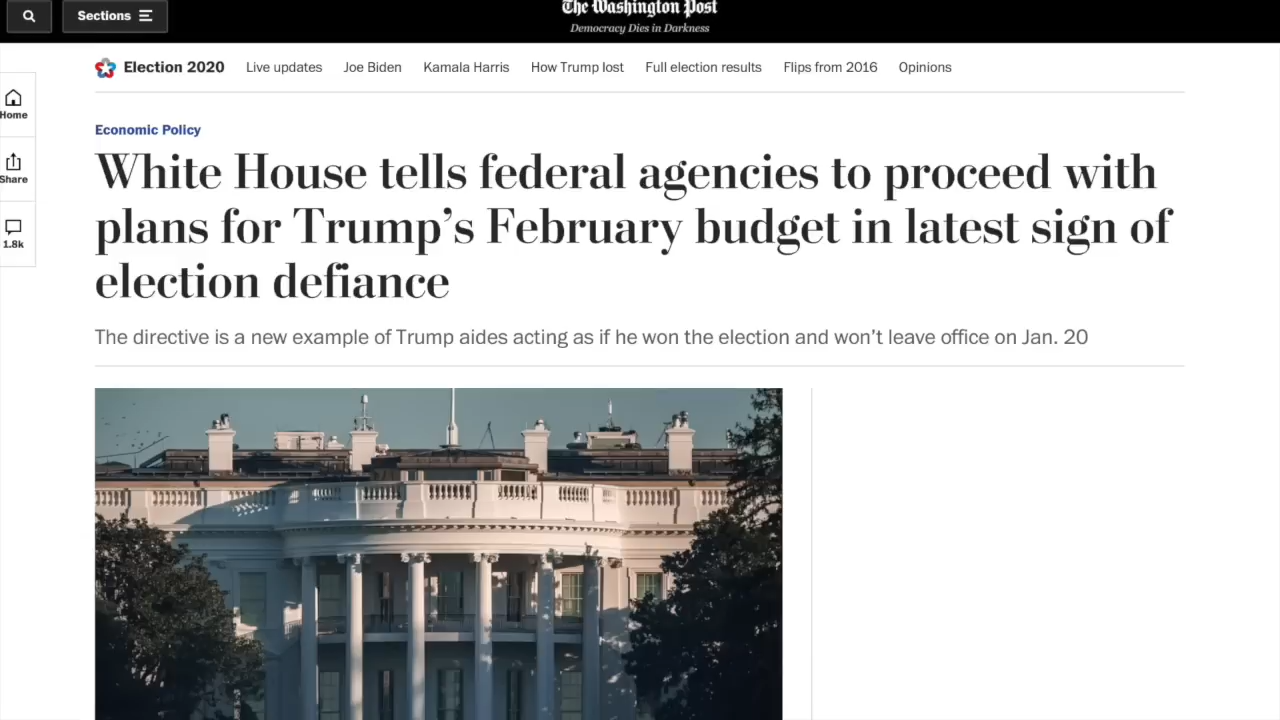 Sections
The Washington Post
Democracy Dies in Darkness
Election 2020 Live updates Joe Biden Kamala Harris How Trump lost Full election results Flips from 2016 Opinions
Home
Share
1.8k
Economic Policy
White House tells federal agencies to proceed with
plans for Trump’s February budget in latest sign of
election defiance
The directive is a new example of Trump aides acting as if he won the election and won’t leave office on Jan. 20